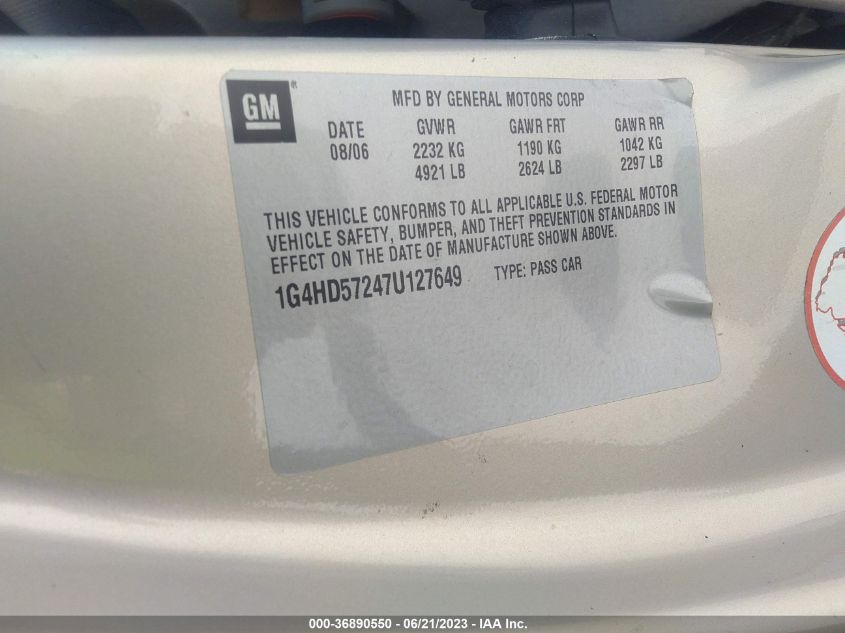 GM ®
MFD BY GENERAL MOTORS CORP
DATE GVWR GAWR FRT GAWR RR
08/06 2232 KG 1190 KG 1042 KG
4921 LB 2624 LB 2297 LB
THIS VEHICLE CONFORMS TO ALL APPLICABLE U.S. FEDERAL MOTOR
VEHICLE SAFETY, BUMPER, AND THEFT PREVENTION STANDARDS IN
EFFECT ON THE DATE OF MANUFACTURE SHOWN ABOVE.
1G4HD57247U127649 TYPE: PASS CAR
000-36890550 - 06/21/2023 - IAA Inc.